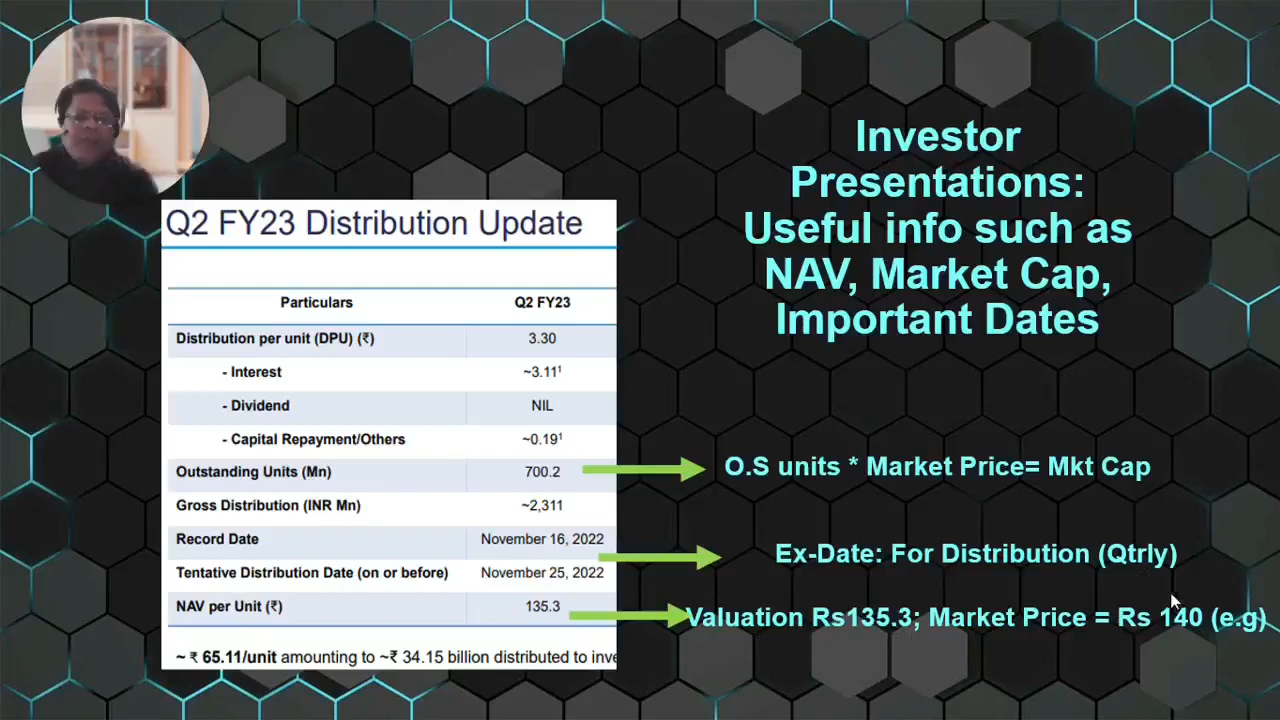 Investor
Presentations:
Useful info such as
NAV, Market Cap,
Important Dates
Q2 FY23 Distribution Update
Particulars Q2 FY23
Distribution per unit (DPU) (₹) 3.30
- Interest ~3.11¹
- Dividend NIL
- Capital Repayment/Others ~0.19¹
Outstanding Units (Mn) 700.2
Gross Distribution (INR Mn) ~2,311
Record Date November 16, 2022
Tentative Distribution Date (on or before) November 25, 2022
NAV per Unit (₹) 135.3
~ ₹ 65.11/unit amounting to ~₹ 34.15 billion distributed to inve
O.S units * Market Price= Mkt Cap
Ex-Date: For Distribution (Qtrly)
Valuation Rs135.3; Market Price = Rs 140 (e.g)